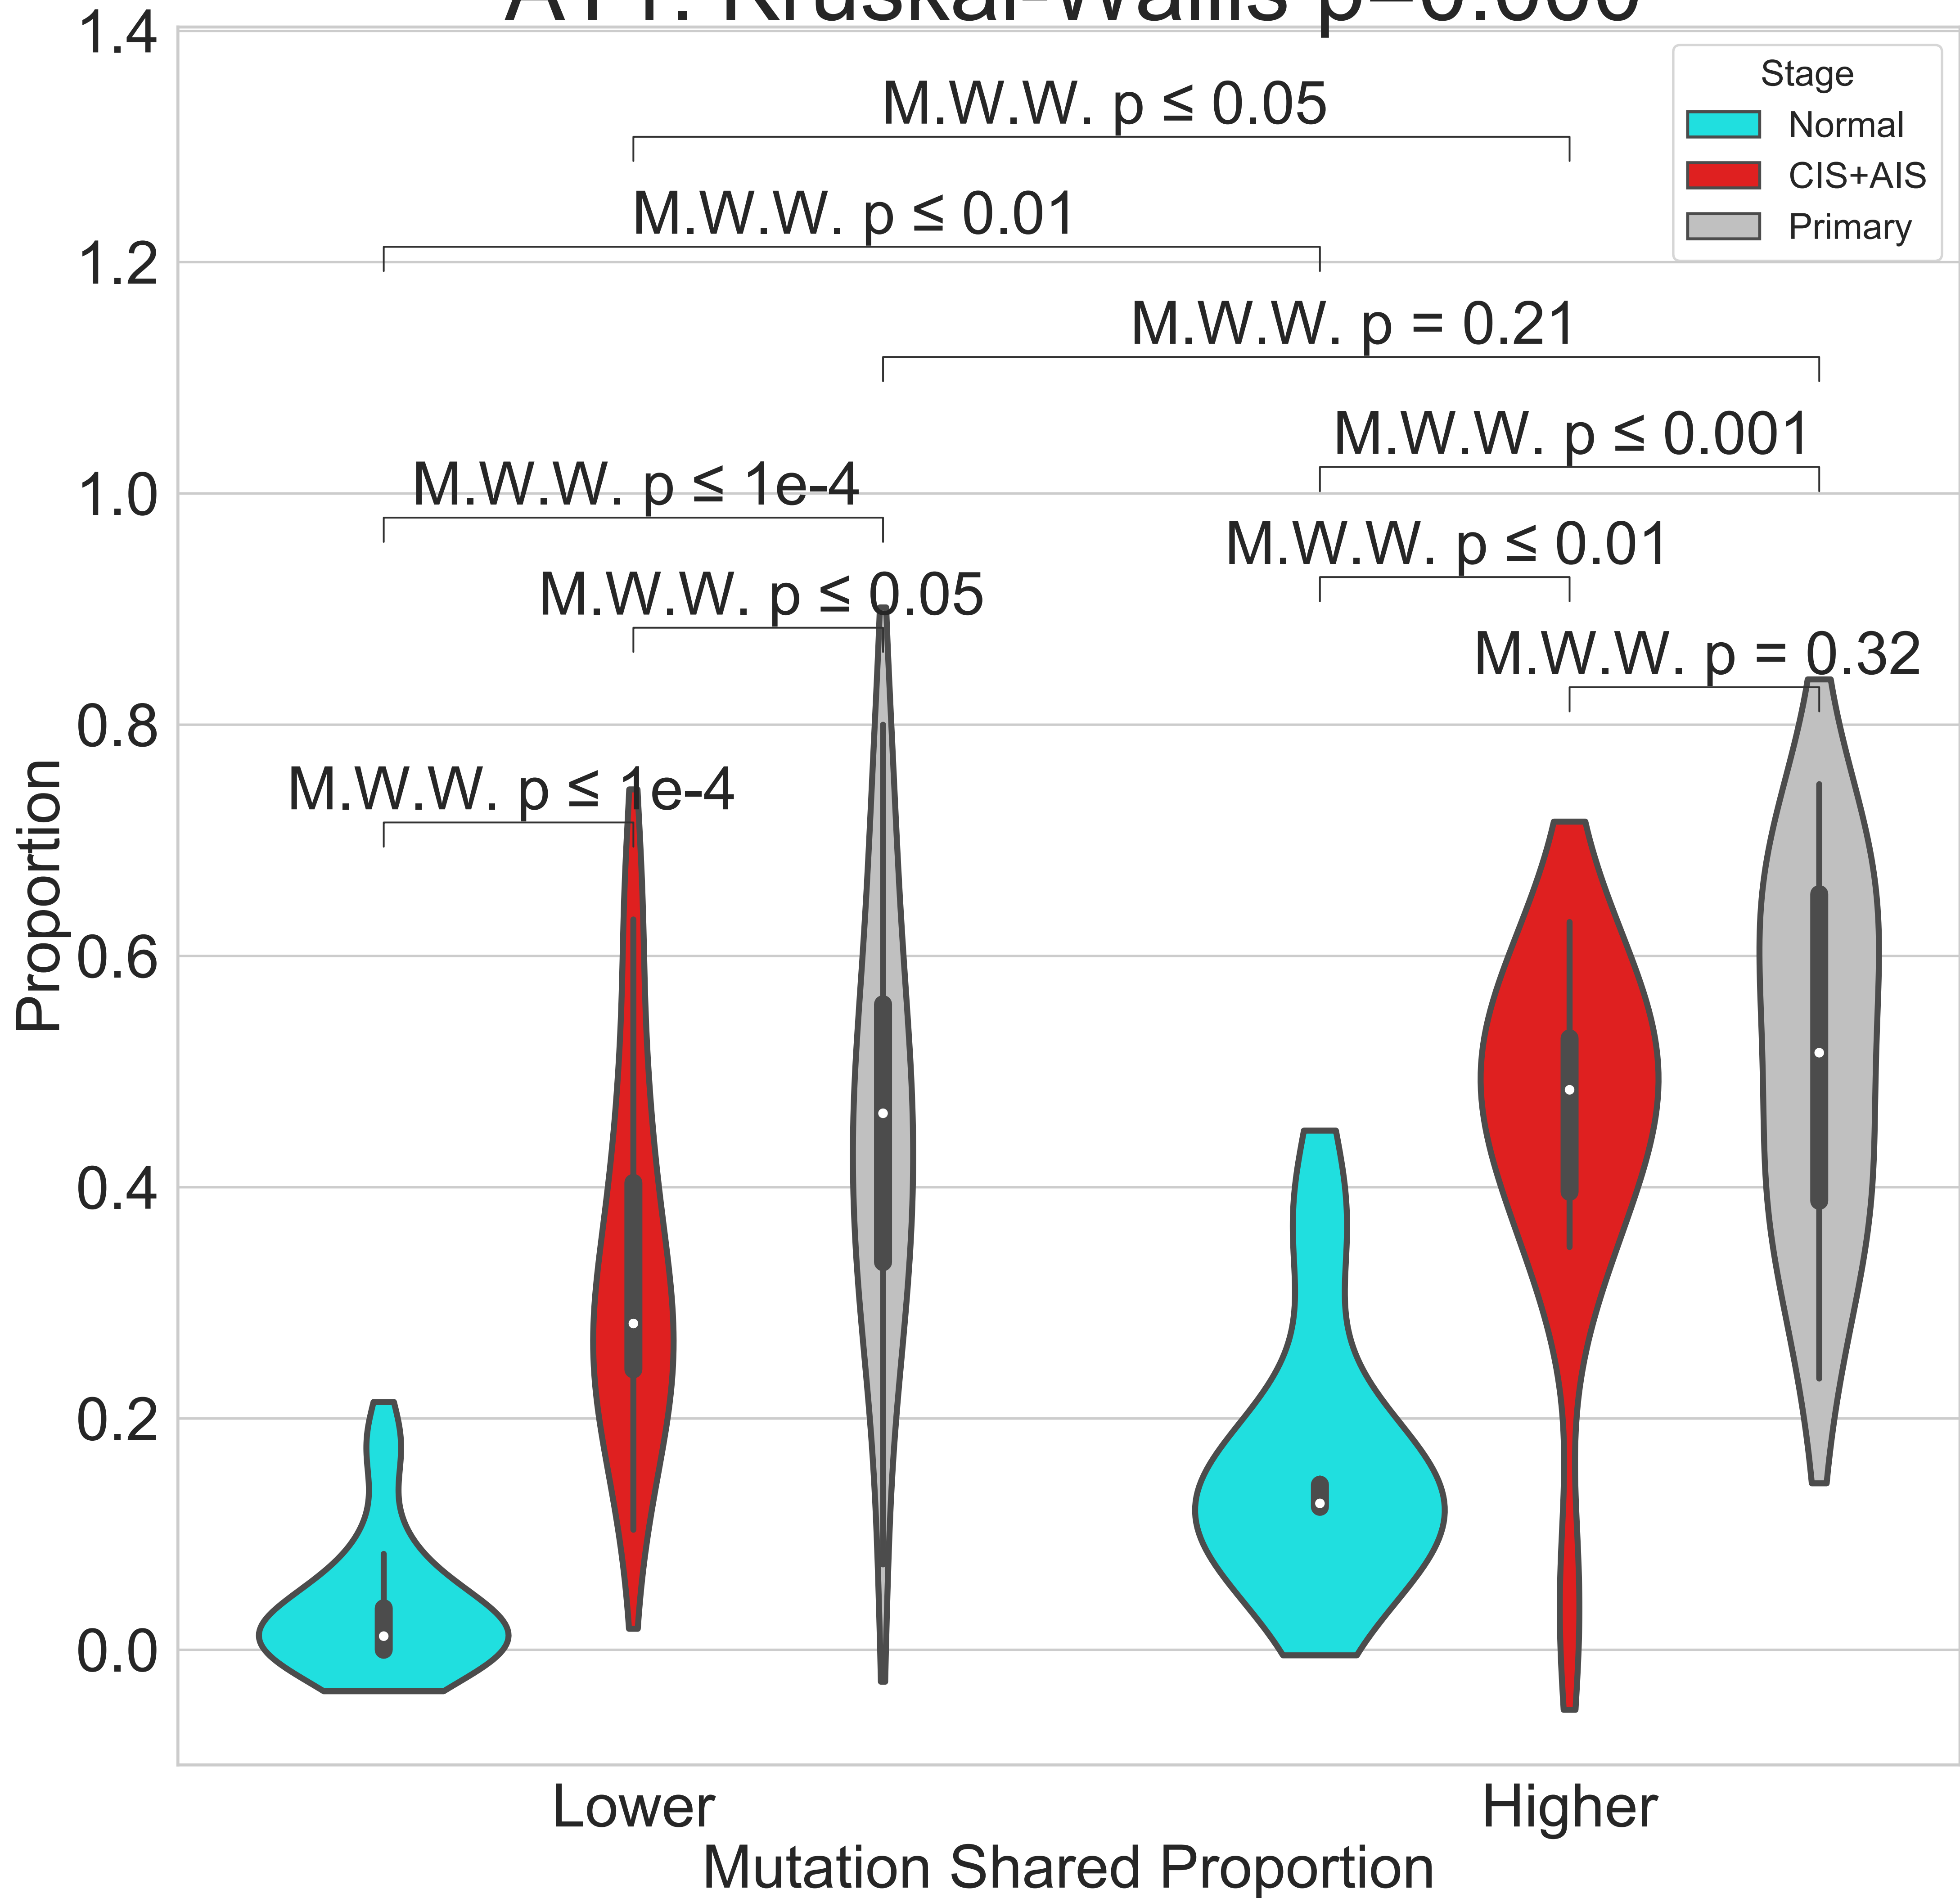 Kruskal-Wallis
1.4
1.2
1.0
0.8
0.6
0.4
0.2
0.0
Proportion
Stage
Normal
CIS+AIS
Primary
M.W.W. p ≤ 0.05
M.W.W. p ≤ 0.01
M.W.W. p = 0.21
M.W.W. p ≤ 0.001
M.W.W. p ≤ 1e-4
M.W.W. p ≤ 0.01
M.W.W. p ≤ 0.05
M.W.W. p = 0.32
M.W.W. p ≤ 1e-4
Lower
Higher
Mutation Shared Proportion